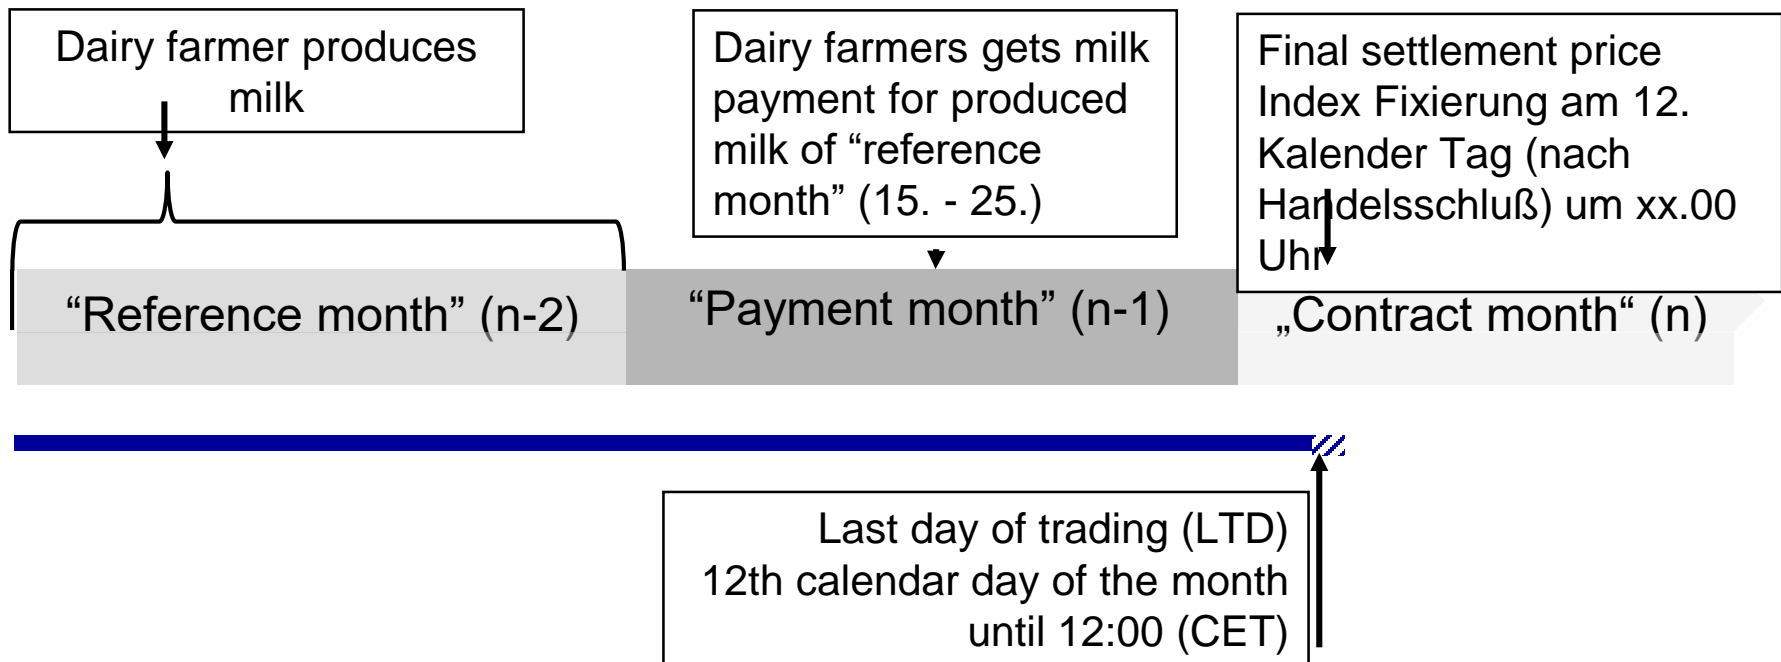 Dairy farmer produces
milk
Dairy farmers gets milk
payment for produced
milk of “reference
month” (15. - 25.)
Final settlement price
Index Fixierung am 12.
Kalender Tag (nach
Handelsschluß) um xx.00
Uhr
“Reference month” (n-2)
“Payment month” (n-1)
„Contract month“ (n)
Last day of trading (LTD)
12th calendar day of the month
until 12:00 (CET)